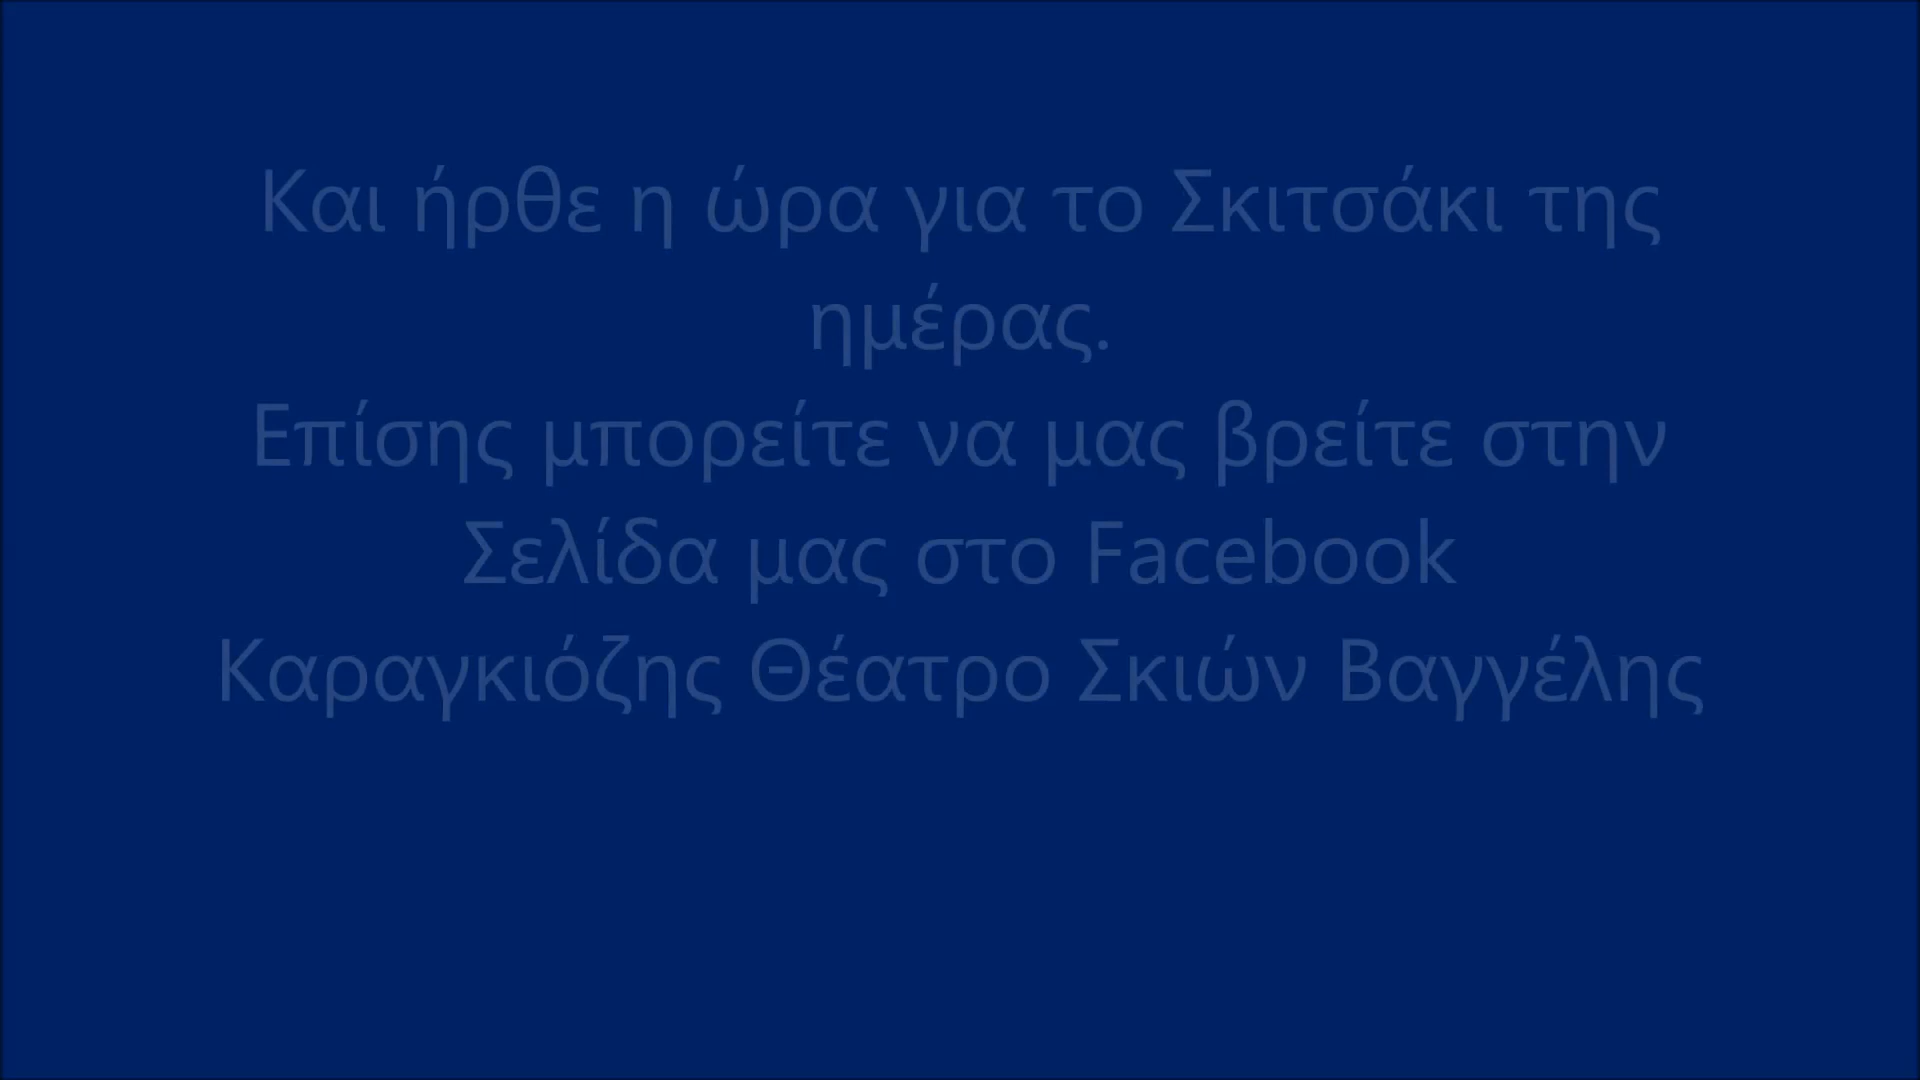 Και ήρθε η ώρα για το Σκιτσάκι της
ημέρας.
Επίσης μπορείτε να μας βρείτε στην
Σελίδα μας στο Facebook
Καραγκιόζης Θέατρο Σκιών Βαγγέλης